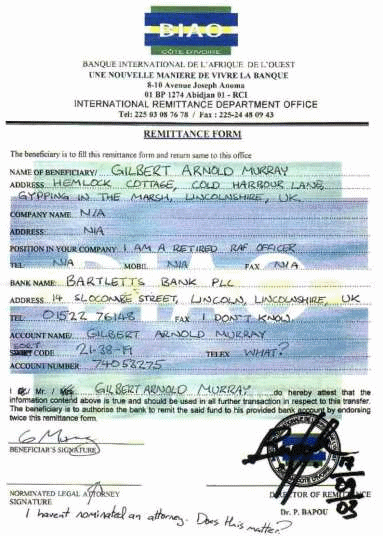 BIAO
CÔTE D'IVOIRE
BANQUE INTERNATIONAL DE L'AFRIQUE DE L'OUEST
UNE NOUVELLE MANIERE DE VIVRE LA BANQUE
8-10 Avenue Joseph Anoma
01 BP 1274 Abidjan 01 - RCI
INTERNATIONAL REMITTANCE DEPARTMENT OFFICE
Tel: 225 03 08 76 78 / Fax : 225-24 48 09 43
REMITTANCE FORM
The beneficiary is to fill this remittance form and return same to this office
NAME OF BENEFICIARY/ GILBERT ARNOLD MURRAY
ADDRESS: HEMLOCK COTTAGE, COLD HARBOUR LANE,
GYPPING IN THE MARSH, LINCOLNSHIRE, UK.
COMPANY NAME: N/A
ADDRESS: N/A
POSITION IN YOUR COMPANY: I AM A RETIRED RAF OFFICER
TEL: N/A MOBIL: N/A FAX N/A
BANK NAME: BARTLETTS BANK PLC
ADDRESS: 14 SLOCOMBE STREET, LINCOLN, LINCOLNSHIRE, UK
TEL: 01522 76148 FAX I DON'T KNOW
ACCOUNT NAME/ GILBERT ARNOLD MURRAY
SORT
CODE 21-38-19 TELEX WHAT?
ACCOUNT NUMBER: 74058275
I Mr. / GILBERT ARNOLD MURRAY do hereby attest that the
information contend above is true and should be used in all further transaction in respect to this transfer.
The beneficiary is to authorise the bank to remit the said fund to his provided bank account by endorsing
twice this remittance form.
BENEFICIAR'S SIGNATURE
NOMINATED LEGAL ATTORNEY
SIGNATURE
DIRECTOR OF REMITTANCE
Dr. P. BAPOU
I havent nominated an attorney. Does this matter?